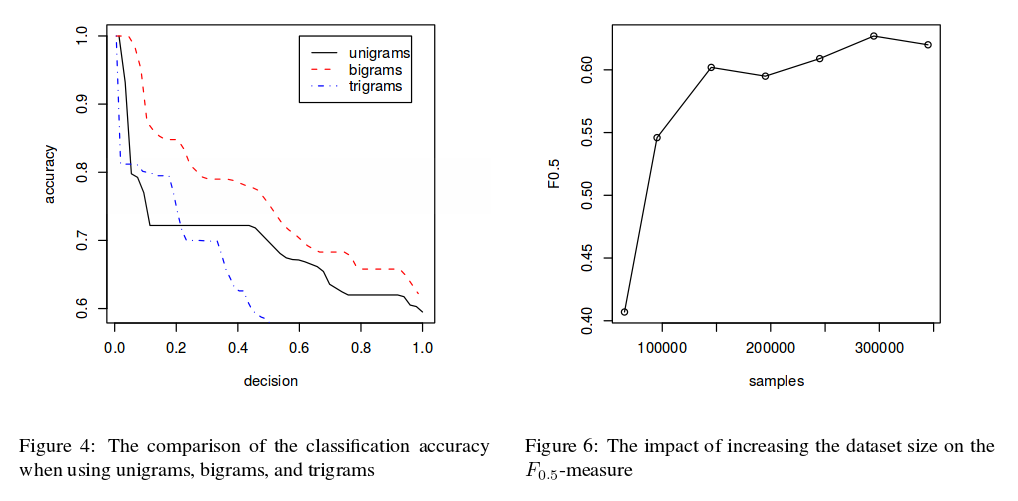 1.0
0.9
0.8
0.7
0.6
accuracy
unigrams
bigrams
trigrams
0.0 0.2 0.4 0.6 0.8 1.0
decision
Figure 4: The comparison of the classification accuracy
when using unigrams, bigrams, and trigrams
0.60
0.55
0.50
0.45
0.40
F0.5
100000 200000 300000
samples
Figure 6: The impact of increasing the dataset size on the
F0.5-measure